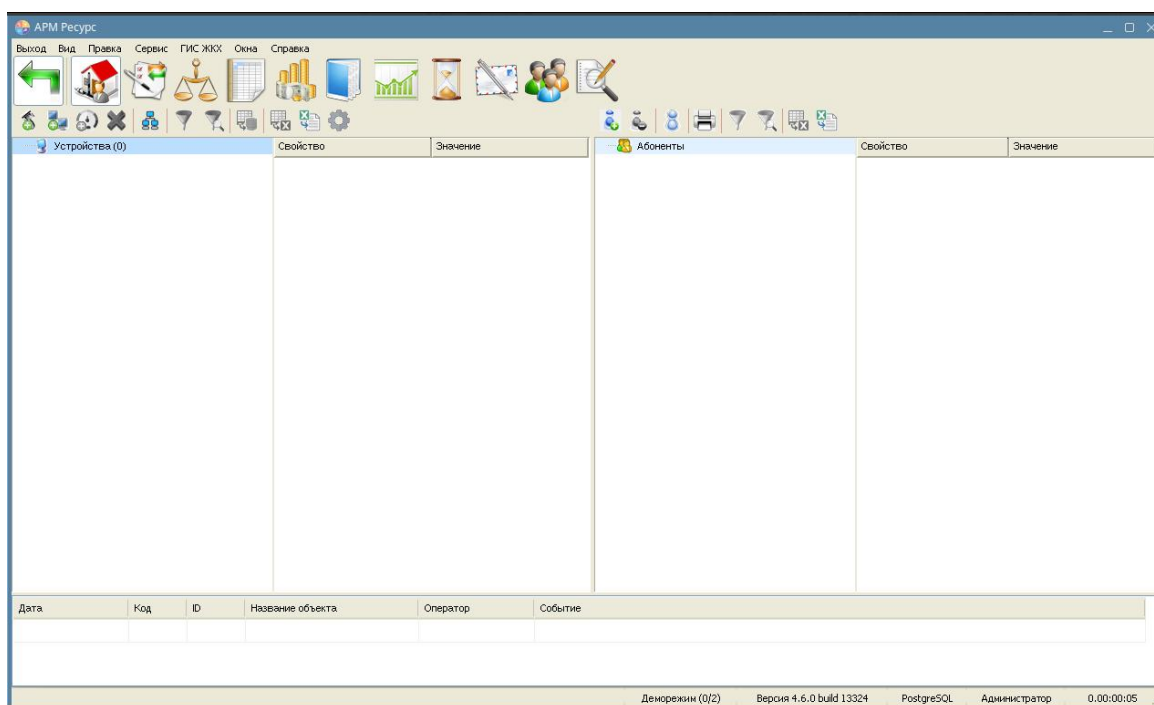 АРМ Ресурс
Выход Вид Правка Сервис ГИС ЖКХ Окна Справка
Устройства (0) Свойство Значение Абоненты Свойство Значение
Дата Код ID Название объекта Оператор Событие
Деморежим (0/2) Версия 4.6.0 build 13324 PostgreSQL Администратор 0.00:00:05